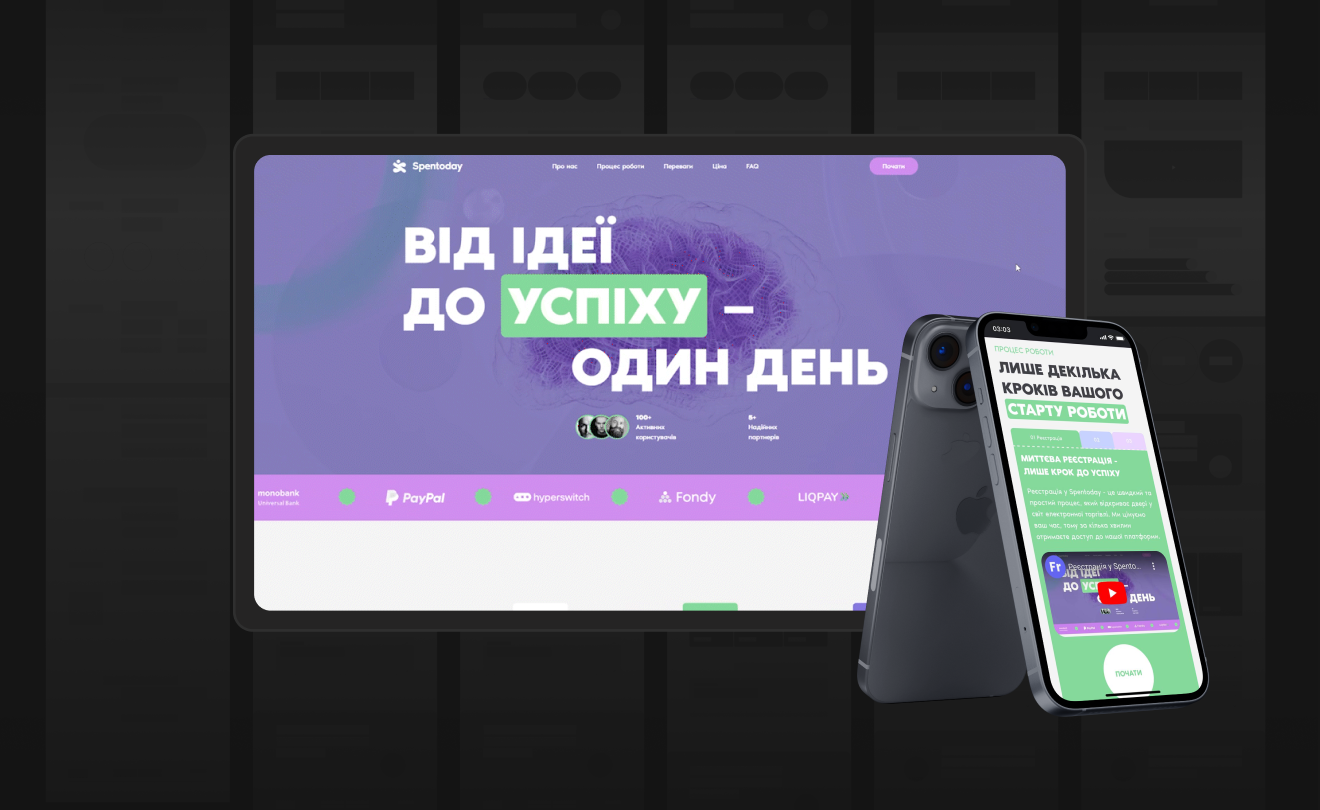 Spentoday
Про нас
Процес роботи
Переваги
Ціна
FAQ
Почати
ВІД ІДЕЇ
ДО УСПІХУ –
ОДИН ДЕНЬ
100+
Активних
користувачів
5+
Надійних
партнерів
monobank
Universal Bank
PayPal
hyperswitch
Fondy
LIQPAY
03:03
ПРОЦЕС РОБОТИ
ЛИШЕ ДЕКІЛЬКА
КРОКІВ ВАШОГО
СТАРТУ РОБОТИ
01 Реєстрація
02
03
МИТТЄВА РЕЄСТРАЦІЯ -
ЛИШЕ КРОК ДО УСПІХУ
Реєстрація у Spentoday - це швидкий та
простий процес, який відкриває двері у
світ електронної торгівлі. Ми цінуємо
ваш час, тому за кілька хвилин
отримаєте доступ до нашої платформи.
Fr
Реєстрація у Spento...
ВІД ІДЕЇ
ДО
ДЕНЬ
ПОЧАТИ